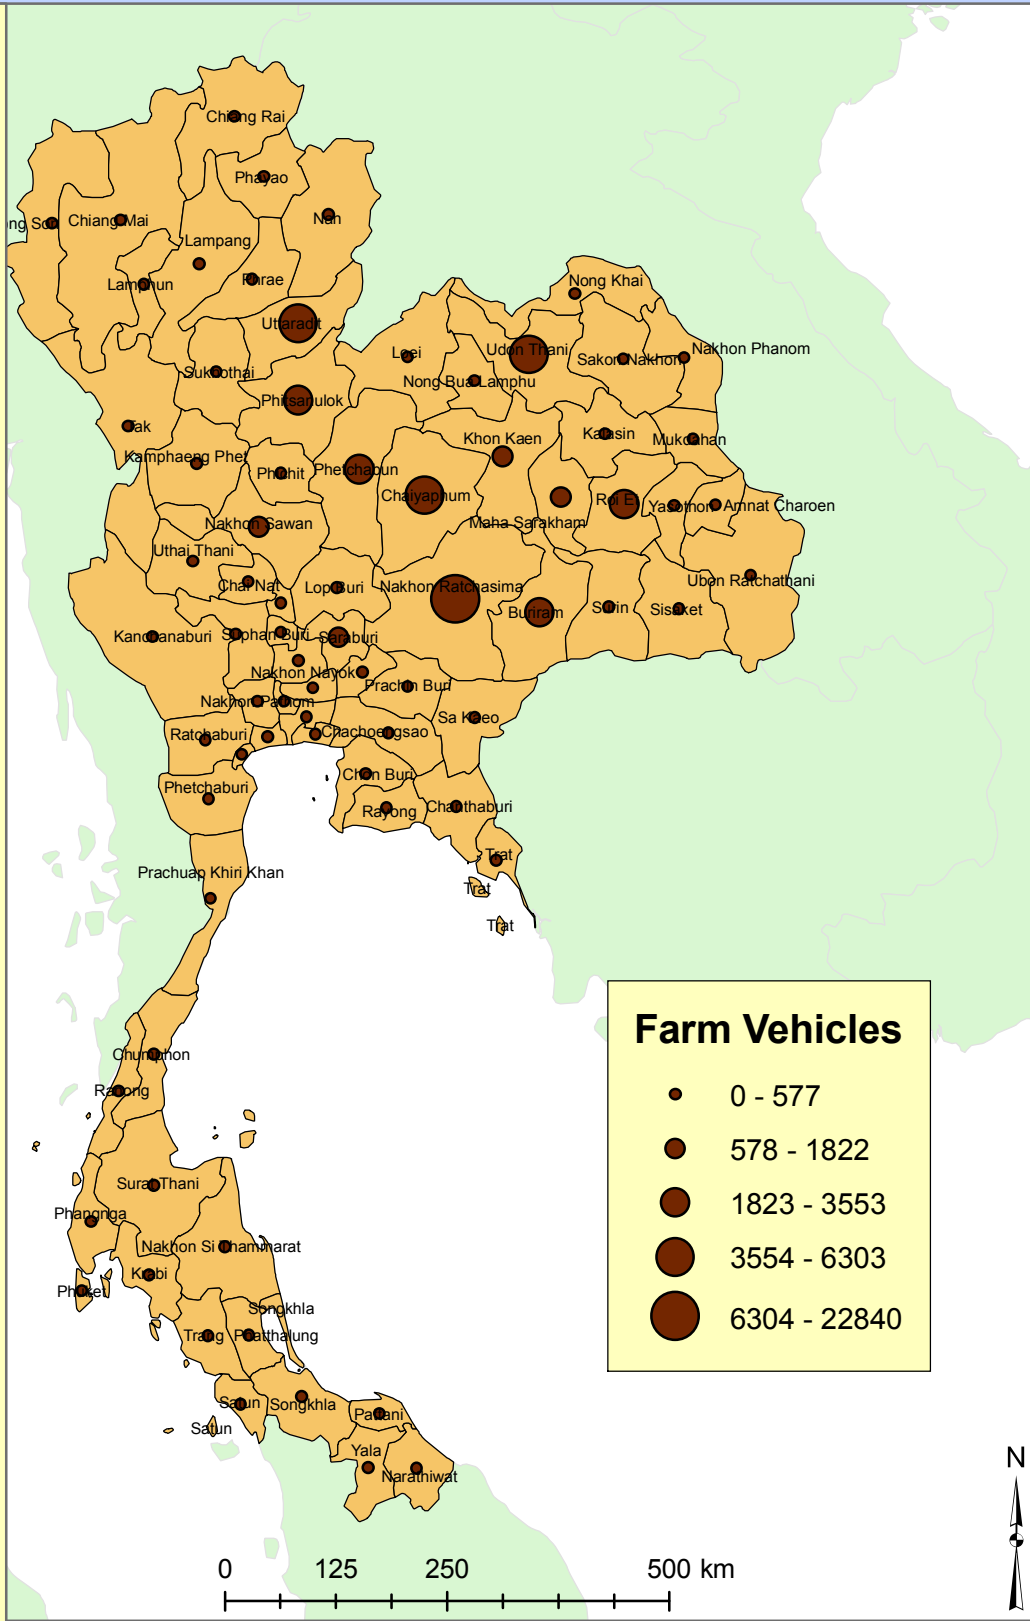 Chiang Rai
Phayao
ng Son
Chiang Mai
Nan
Lampang
Lamphun
Phrae
Nong Khai
Uttaradit
Loei
Udon Thani
Sakon Nakhon
Nakhon Phanom
Sukhothai
Nong Bua Lamphu
Phitsanulok
Tak
Khon Kaen
Kalasin
Mukdahan
Kamphaeng Phet
Phichit
Phetchabun
Chaiyaphum
Maha Sarakham
Roi Et
Yasothon
Amnat Charoen
Nakhon Sawan
Uthai Thani
Chai Nat
Lop Buri
Nakhon Ratchasima
Buriram
Surin
Sisaket
Ubon Ratchathani
Kanchanaburi
Suphan Buri
Saraburi
Nakhon Nayok
Prachin Buri
Nakhon Pathom
Sa Kaeo
Ratchaburi
Chachoengsao
Chon Buri
Phetchaburi
Rayong
Chanthaburi
Trat
Trat
Trat
Prachuap Khiri Khan
Chumphon
Ranong
Surat Thani
Phangnga
Nakhon Si Thammarat
Krabi
Phuket
Songkhla
Trang
Phatthalung
Satun
Songkhla
Pattani
Satun
Yala
Narathiwat
Farm Vehicles
0 - 577
578 - 1822
1823 - 3553
3554 - 6303
6304 - 22840
N
0 125 250 500 km